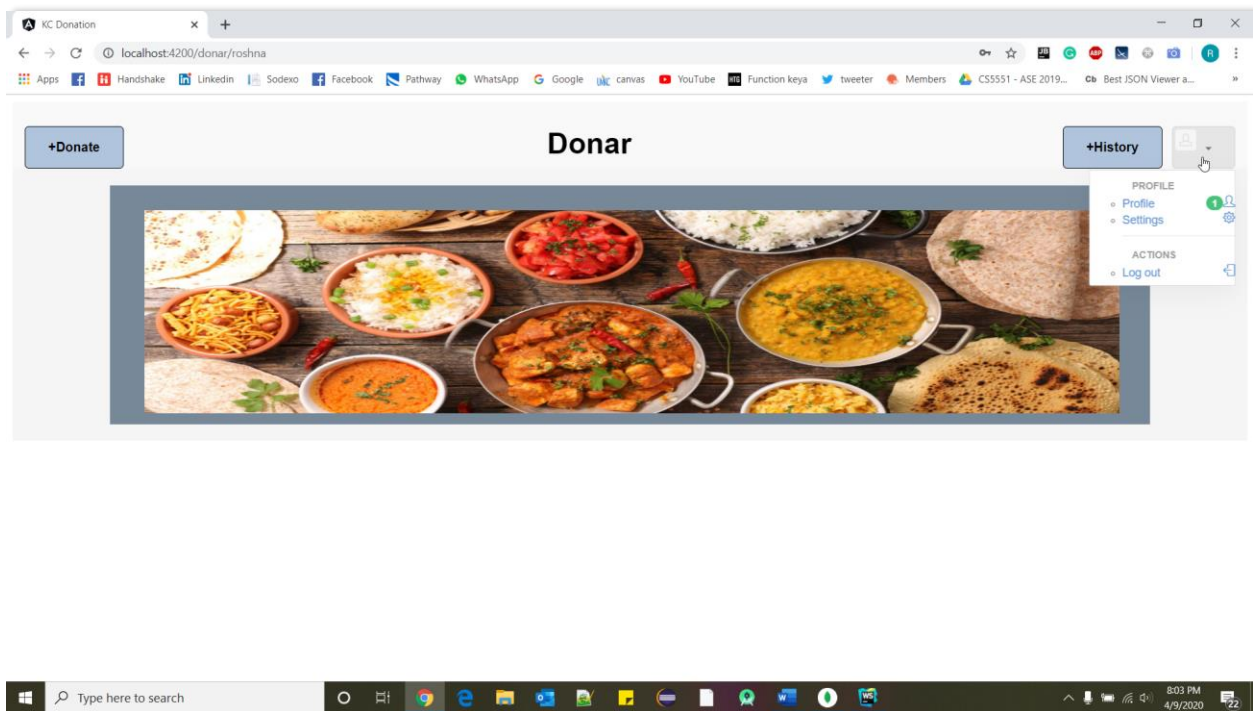 KC Donation
localhost:4200/donar/roshna
Apps Handshake Linkedin Sodexo Facebook Pathway WhatsApp Google canvas YouTube Function keya tweeter Members CS5551 - ASE 2019... Cb Best JSON Viewer a... »
+Donate
Donar
+History
PROFILE
Profile 1
Settings
ACTIONS
Log out
Type here to search
8:03 PM
4/9/2020
22